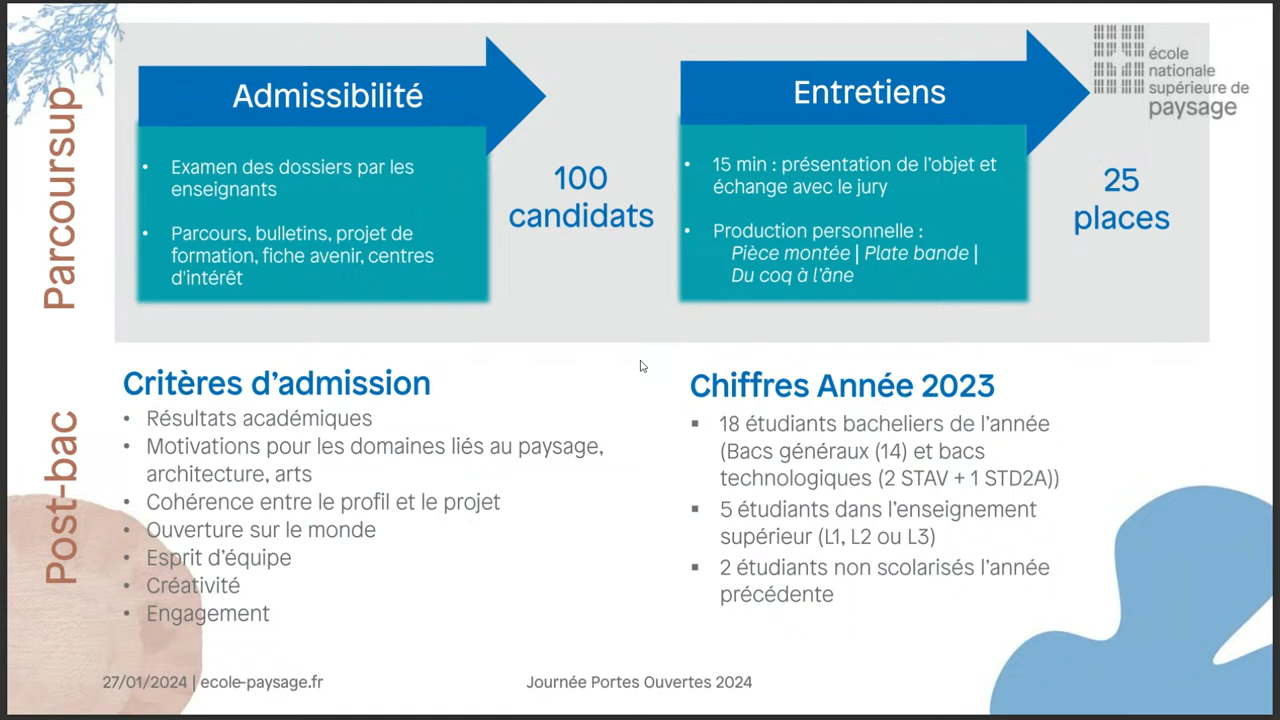 Parcoursup
Admissibilité
• Examen des dossiers par les
enseignants
• Parcours, bulletins, projet de
formation, fiche avenir, centres
d'intérêt
100
candidats
Entretiens
• 15 min : présentation de l'objet et
échange avec le jury
• Production personnelle :
Pièce montée | Plate bande |
Du coq à l'âne
25
places
école
nationale
supérieure de
paysage
Post-bac
Critères d'admission
• Résultats académiques
• Motivations pour les domaines liés au paysage,
architecture, arts
• Cohérence entre le profil et le projet
• Ouverture sur le monde
• Esprit d'équipe
• Créativité
• Engagement
Chiffres Année 2023
▪ 18 étudiants bacheliers de l'année
(Bacs généraux (14) et bacs
technologiques (2 STAV + 1 STD2A))
▪ 5 étudiants dans l'enseignement
supérieur (L1, L2 ou L3)
▪ 2 étudiants non scolarisés l'année
précédente
27/01/2024 | ecole-paysage.fr
Journée Portes Ouvertes 2024